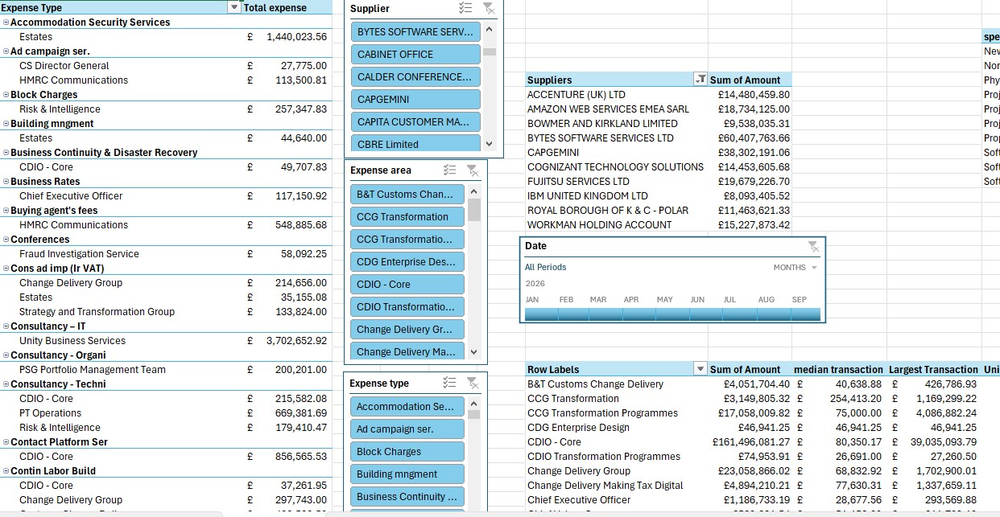 Expense Type Total expense
Accommodation Security Services
Estates £ 1,440,023.56
Ad campaign ser.
CS Director General £ 27,775.00
HMRC Communications £ 113,500.81
Block Charges
Risk & Intelligence £ 257,347.83
Building mngment
Estates £ 44,640.00
Business Continuity & Disaster Recovery
CDIO - Core £ 49,707.83
Business Rates
Chief Executive Officer £ 117,150.92
Buying agent's fees
HMRC Communications £ 548,885.68
Conferences
Fraud Investigation Service £ 58,092.25
Cons ad imp (Ir VAT)
Change Delivery Group £ 214,656.00
Estates £ 35,155.08
Strategy and Transformation Group £ 133,824.00
Consultancy – IT
Unity Business Services £ 3,702,652.92
Consultancy - Organi
PSG Portfolio Management Team £ 200,201.00
Consultancy - Techni
CDIO - Core £ 215,582.08
PT Operations £ 669,381.69
Risk & Intelligence £ 179,410.47
Contact Platform Ser
CDIO - Core £ 856,565.53
Contin Labor Build
CDIO - Core £ 37,261.95
Change Delivery Group £ 297,743.00
Supplier
BYTES SOFTWARE SERV...
CABINET OFFICE
CALDER CONFERENCE...
CAPGEMINI
CAPITA CUSTOMER MA...
CBRE Limited
Expense area
B&T Customs Chan...
CCG Transformation
CCG Transformatio...
CDG Enterprise Des...
CDIO - Core
CDIO Transformatio...
Change Delivery Gr...
Change Delivery Ma...
Expense type
Accommodation Se...
Ad campaign ser.
Block Charges
Building mngment
Business Continuity ...
Suppliers Sum of Amount
ACCENTURE (UK) LTD £14,480,459.80
AMAZON WEB SERVICES EMEA SARL £18,734,125.00
BOWMER AND KIRKLAND LIMITED £9,538,035.31
BYTES SOFTWARE SERVICES LTD £60,407,763.66
CAPGEMINI £38,302,191.06
COGNIZANT TECHNOLOGY SOLUTIONS £14,453,605.68
FUJITSU SERVICES LTD £19,679,226.70
IBM UNITED KINGDOM LTD £8,093,405.52
ROYAL BOROUGH OF K & C - POLAR £11,463,621.33
WORKMAN HOLDING ACCOUNT £15,227,873.42
Date
All Periods MONTHS
2026
JAN FEB MAR APR MAY JUN JUL AUG SEP
Row Labels Sum of Amount median transaction Largest Transaction Uni
B&T Customs Change Delivery £4,051,704.40 £ 40,638.88 £ 426,786.93
CCG Transformation £3,149,805.32 £ 254,413.20 £ 1,169,299.22
CCG Transformation Programmes £17,058,009.82 £ 75,000.00 £ 4,086,882.24
CDG Enterprise Design £46,941.25 £ 46,941.25 £ 46,941.25
CDIO - Core £161,496,081.27 £ 80,350.17 £ 39,035,093.79
CDIO Transformation Programmes £74,953.91 £ 26,691.00 £ 27,260.50
Change Delivery Group £23,058,866.02 £ 68,832.92 £ 1,702,900.01
Change Delivery Making Tax Digital £4,894,210.21 £ 77,630.31 £ 1,337,659.11
Chief Executive Officer £1,186,733.19 £ 28,677.56 £ 293,569.88
spe
New
Nor
Phy
Proj
Proj
Proj
Prop
Soft
Soft
Soft